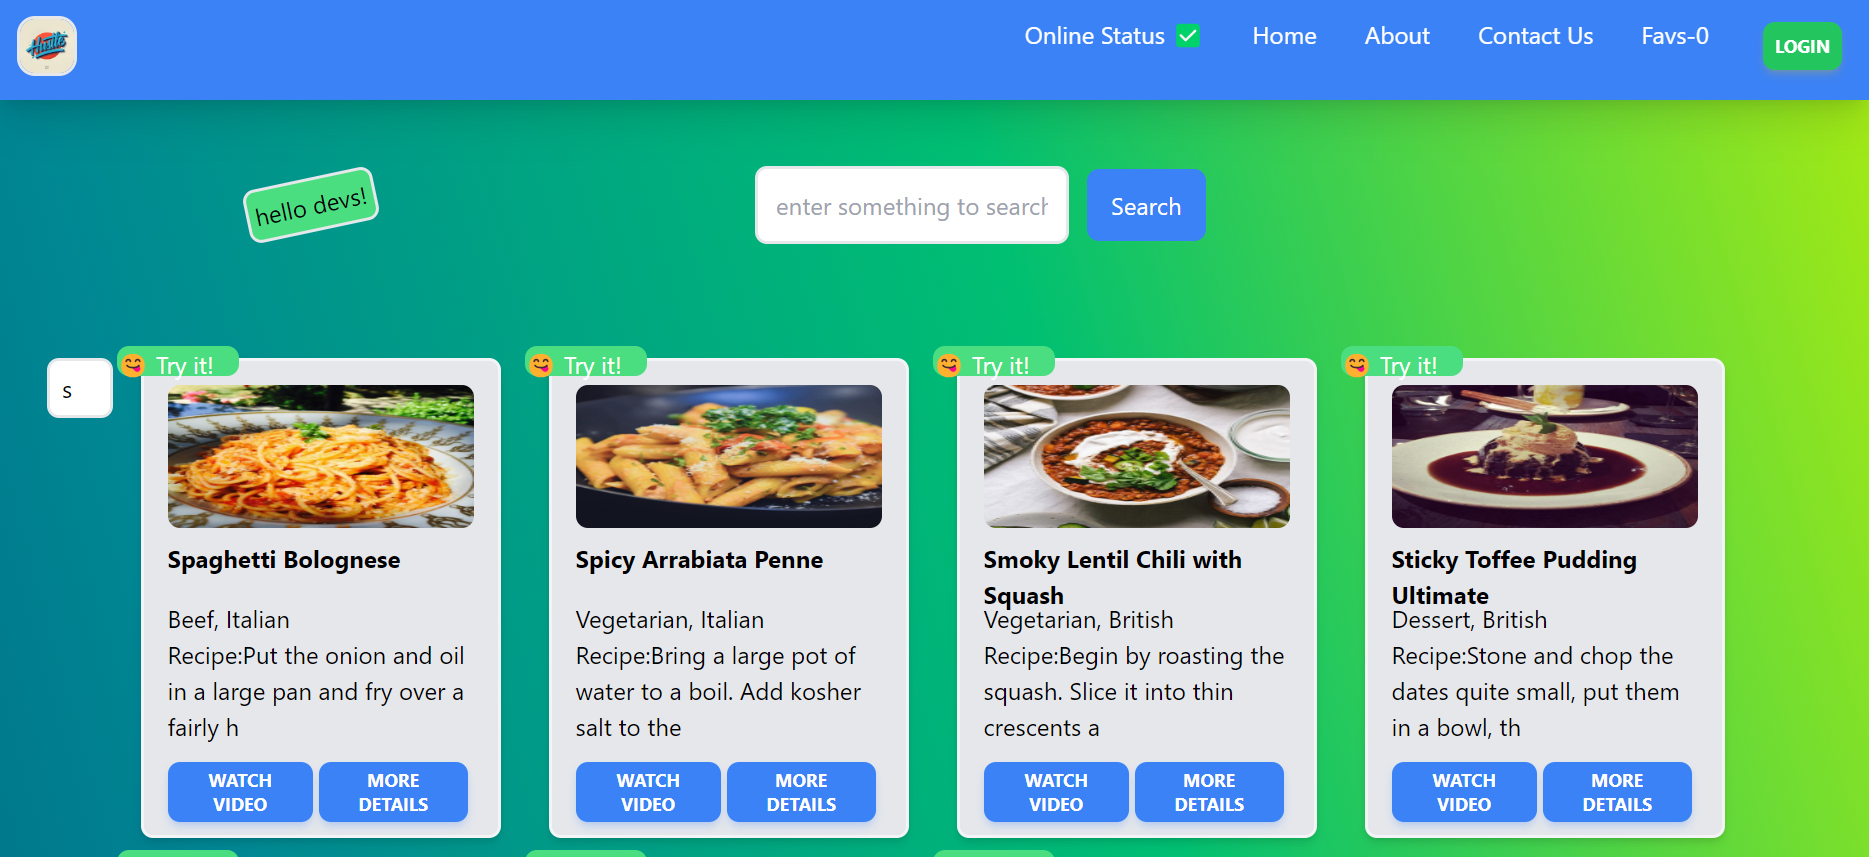 Hustle
Online Status ✅ Home About Contact Us Favs-0 LOGIN
hello devs!
enter something to search
Search
s
😋 Try it!
Spaghetti Bolognese
Beef, Italian
Recipe:Put the onion and oil
in a large pan and fry over a
fairly h
WATCH
VIDEO
MORE
DETAILS
😋 Try it!
Spicy Arrabiata Penne
Vegetarian, Italian
Recipe:Bring a large pot of
water to a boil. Add kosher
salt to the
WATCH
VIDEO
MORE
DETAILS
😋 Try it!
Smoky Lentil Chili with
Squash
Vegetarian, British
Recipe:Begin by roasting the
squash. Slice it into thin
crescents a
WATCH
VIDEO
MORE
DETAILS
😋 Try it!
Sticky Toffee Pudding
Ultimate
Dessert, British
Recipe:Stone and chop the
dates quite small, put them
in a bowl, th
WATCH
VIDEO
MORE
DETAILS